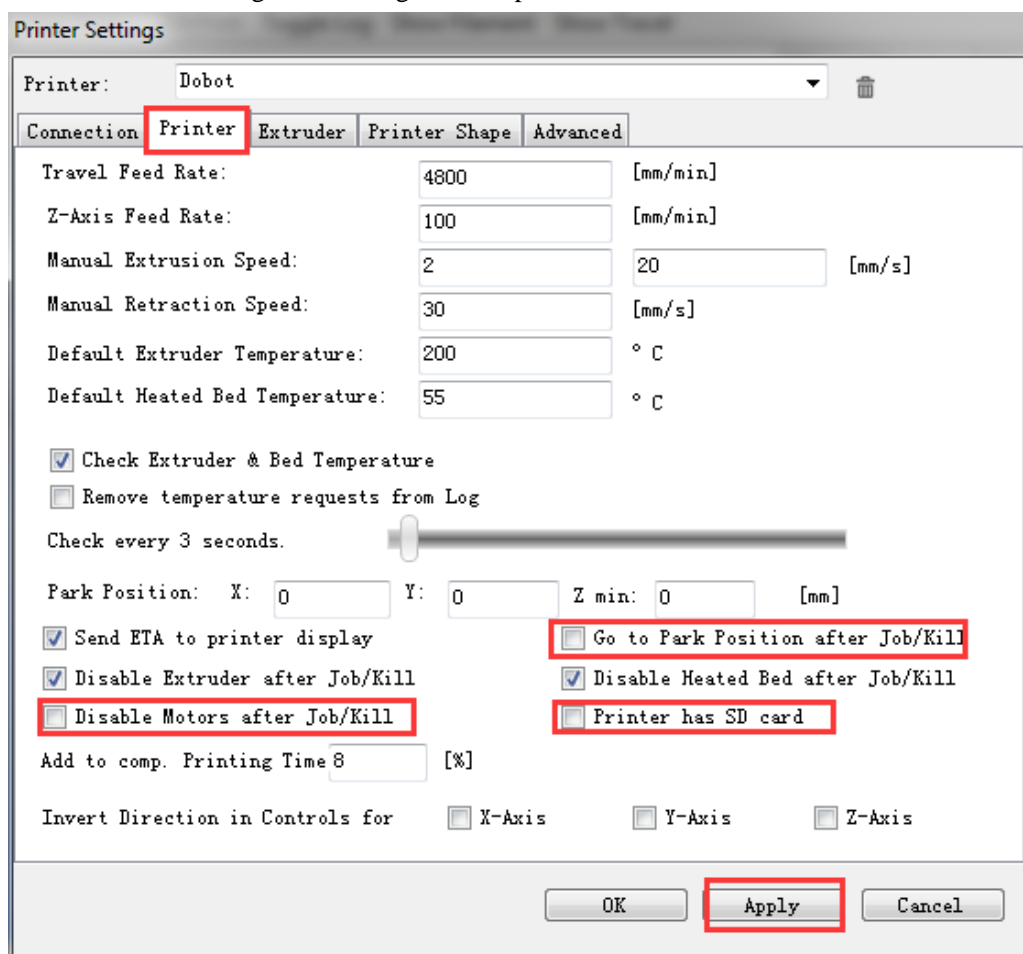 Printer Settings
Printer: Dobot
Connection Printer Extruder Printer Shape Advanced
Travel Feed Rate: 4800 [mm/min]
Z-Axis Feed Rate: 100 [mm/min]
Manual Extrusion Speed: 2 20 [mm/s]
Manual Retraction Speed: 30 [mm/s]
Default Extruder Temperature: 200 ° C
Default Heated Bed Temperature: 55 ° C
Check Extruder & Bed Temperature
Remove temperature requests from Log
Check every 3 seconds.
Park Position: X: 0 Y: 0 Z min: 0 [mm]
Send ETA to printer display Go to Park Position after Job/Kill
Disable Extruder after Job/Kill Disable Heated Bed after Job/Kill
Disable Motors after Job/Kill Printer has SD card
Add to comp. Printing Time 8 [%]
Invert Direction in Controls for X-Axis Y-Axis Z-Axis
OK Apply Cancel